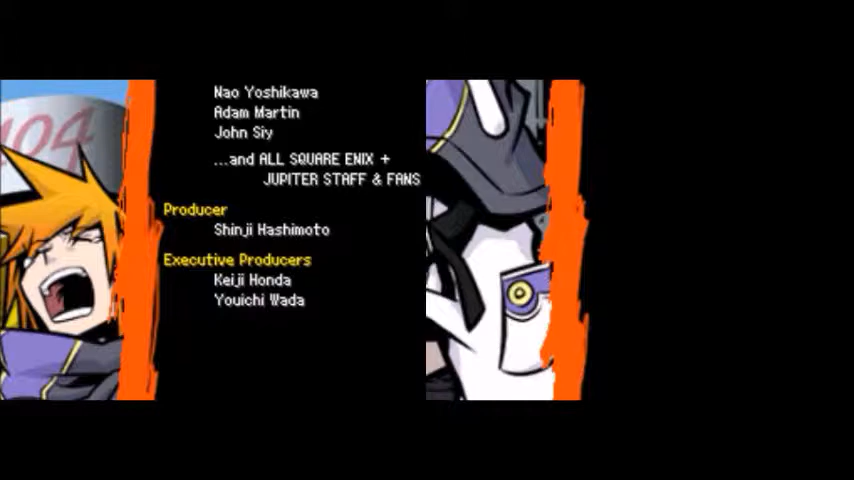 104
Nao Yoshikawa
Adam Martin
John Siy
...and ALL SQUARE ENIX +
JUPITER STAFF & FANS
Producer
Shinji Hashimoto
Executive Producers
Keiji Honda
Youichi Wada